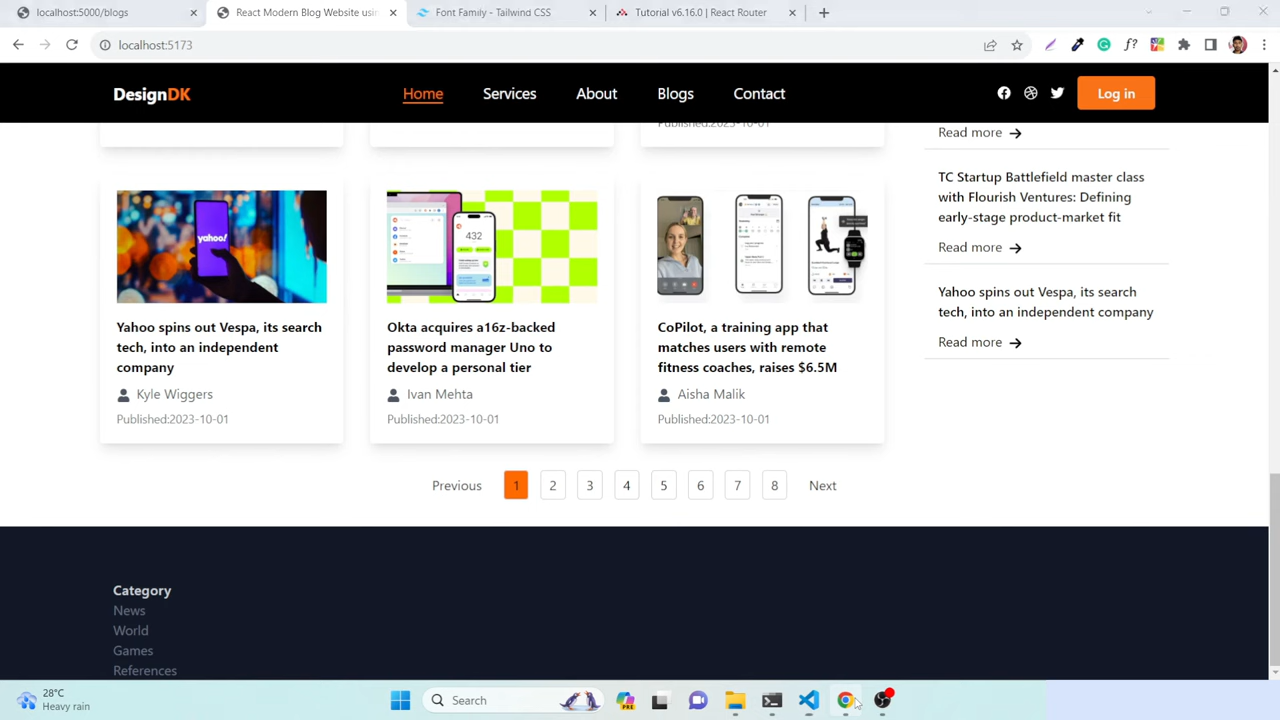 localhost:5000/blogs
React Modern Blog Website usin
Font Family - Tailwind CSS
Tutorial v6.16.0 | React Router
localhost:5173
f?
DesignDK
Home
Services
About
Blogs
Contact
Log in
Published:2023-10-01
Read more
TC Startup Battlefield master class
with Flourish Ventures: Defining
early-stage product-market fit
Read more
Yahoo spins out Vespa, its search
tech, into an independent company
Read more
yahoo!
432
Yahoo spins out Vespa, its search
tech, into an independent
company
Kyle Wiggers
Published:2023-10-01
Okta acquires a16z-backed
password manager Uno to
develop a personal tier
Ivan Mehta
Published:2023-10-01
CoPilot, a training app that
matches users with remote
fitness coaches, raises $6.5M
Aisha Malik
Published:2023-10-01
Previous
1
2
3
4
5
6
7
8
Next
Category
News
World
Games
References
28°C
Heavy rain
Search
PRE